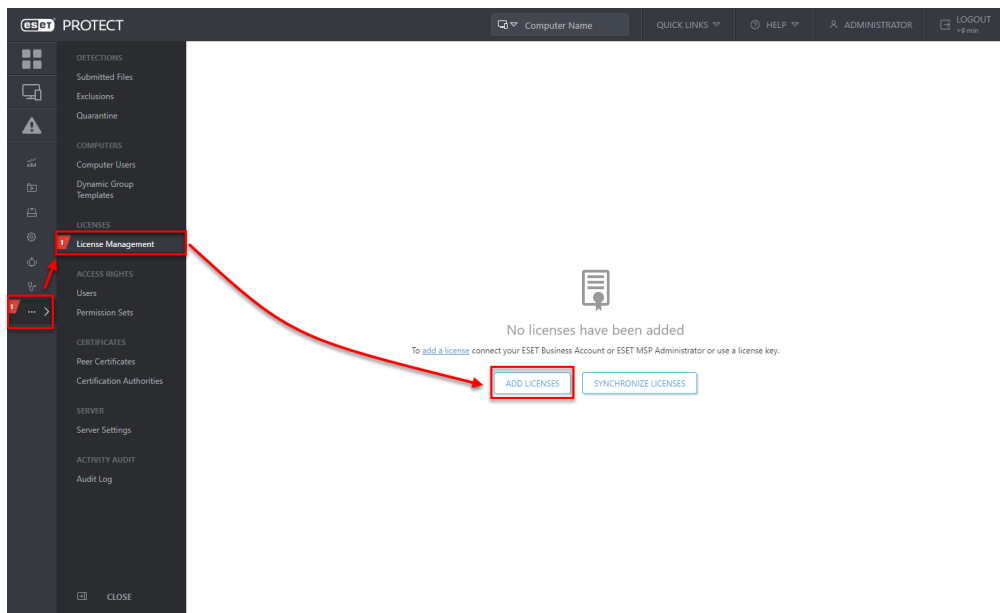 eset PROTECT
Computer Name
QUICK LINKS
HELP
ADMINISTRATOR
LOGOUT
>9 min
DETECTIONS
Submitted Files
Exclusions
Quarantine
COMPUTERS
Computer Users
Dynamic Group
Templates
LICENSES
License Management
ACCESS RIGHTS
Users
Permission Sets
CERTIFICATES
Peer Certificates
Certification Authorities
SERVER
Server Settings
ACTIVITY AUDIT
Audit Log
CLOSE
No licenses have been added
To add a license connect your ESET Business Account or ESET MSP Administrator or use a license key.
ADD LICENSES
SYNCHRONIZE LICENSES